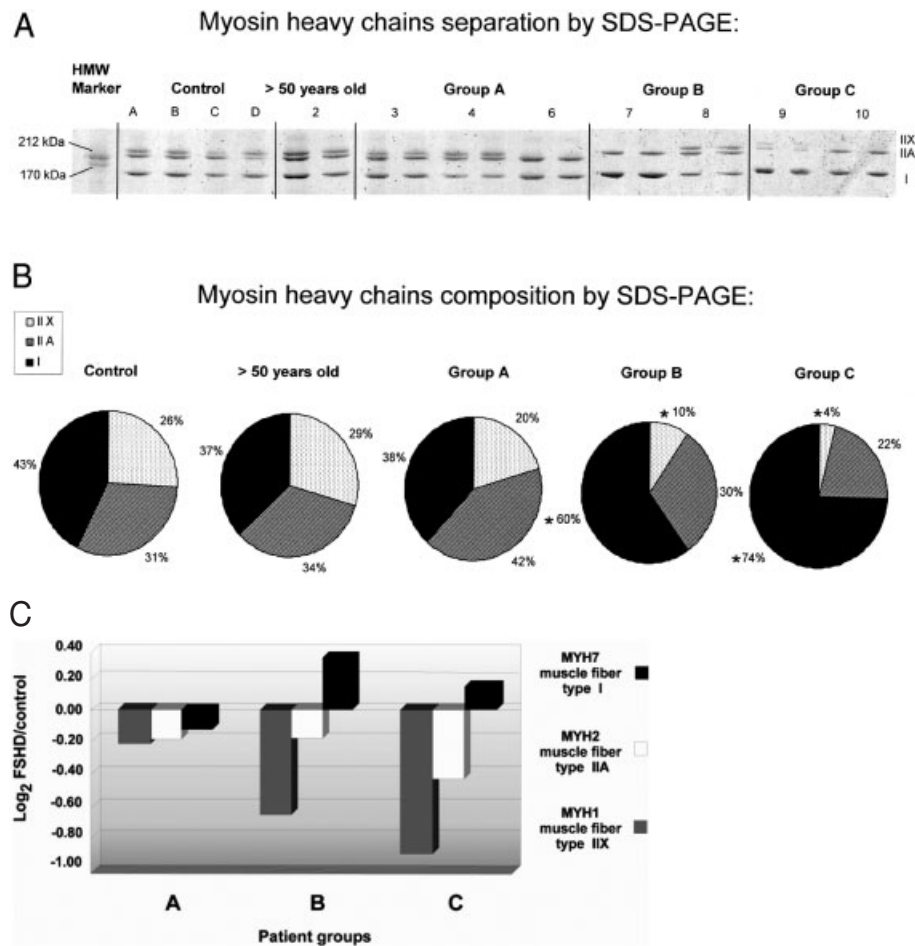 A
Myosin heavy chains separation by SDS-PAGE:
HMW
Marker
Control
> 50 years old
Group A
Group B
Group C
A B C D 2 3 4 6 7 8 9 10
212 kDa
170 kDa
IIX
IIA
I
B
Myosin heavy chains composition by SDS-PAGE:
II X
II A
I
Control
> 50 years old
Group A
Group B
Group C
26%
43%
31%
29%
37%
34%
20%
38%
42%
★ 10%
★ 60%
30%
★ 4%
22%
★ 74%
C
0.40
0.20
0.00
-0.20
-0.40
-0.60
-0.80
-1.00
Log2 FSHD/control
A B C
Patient groups
MYH7
muscle fiber
type I
MYH2
muscle fiber
type IIA
MYH1
muscle fiber
type IIX